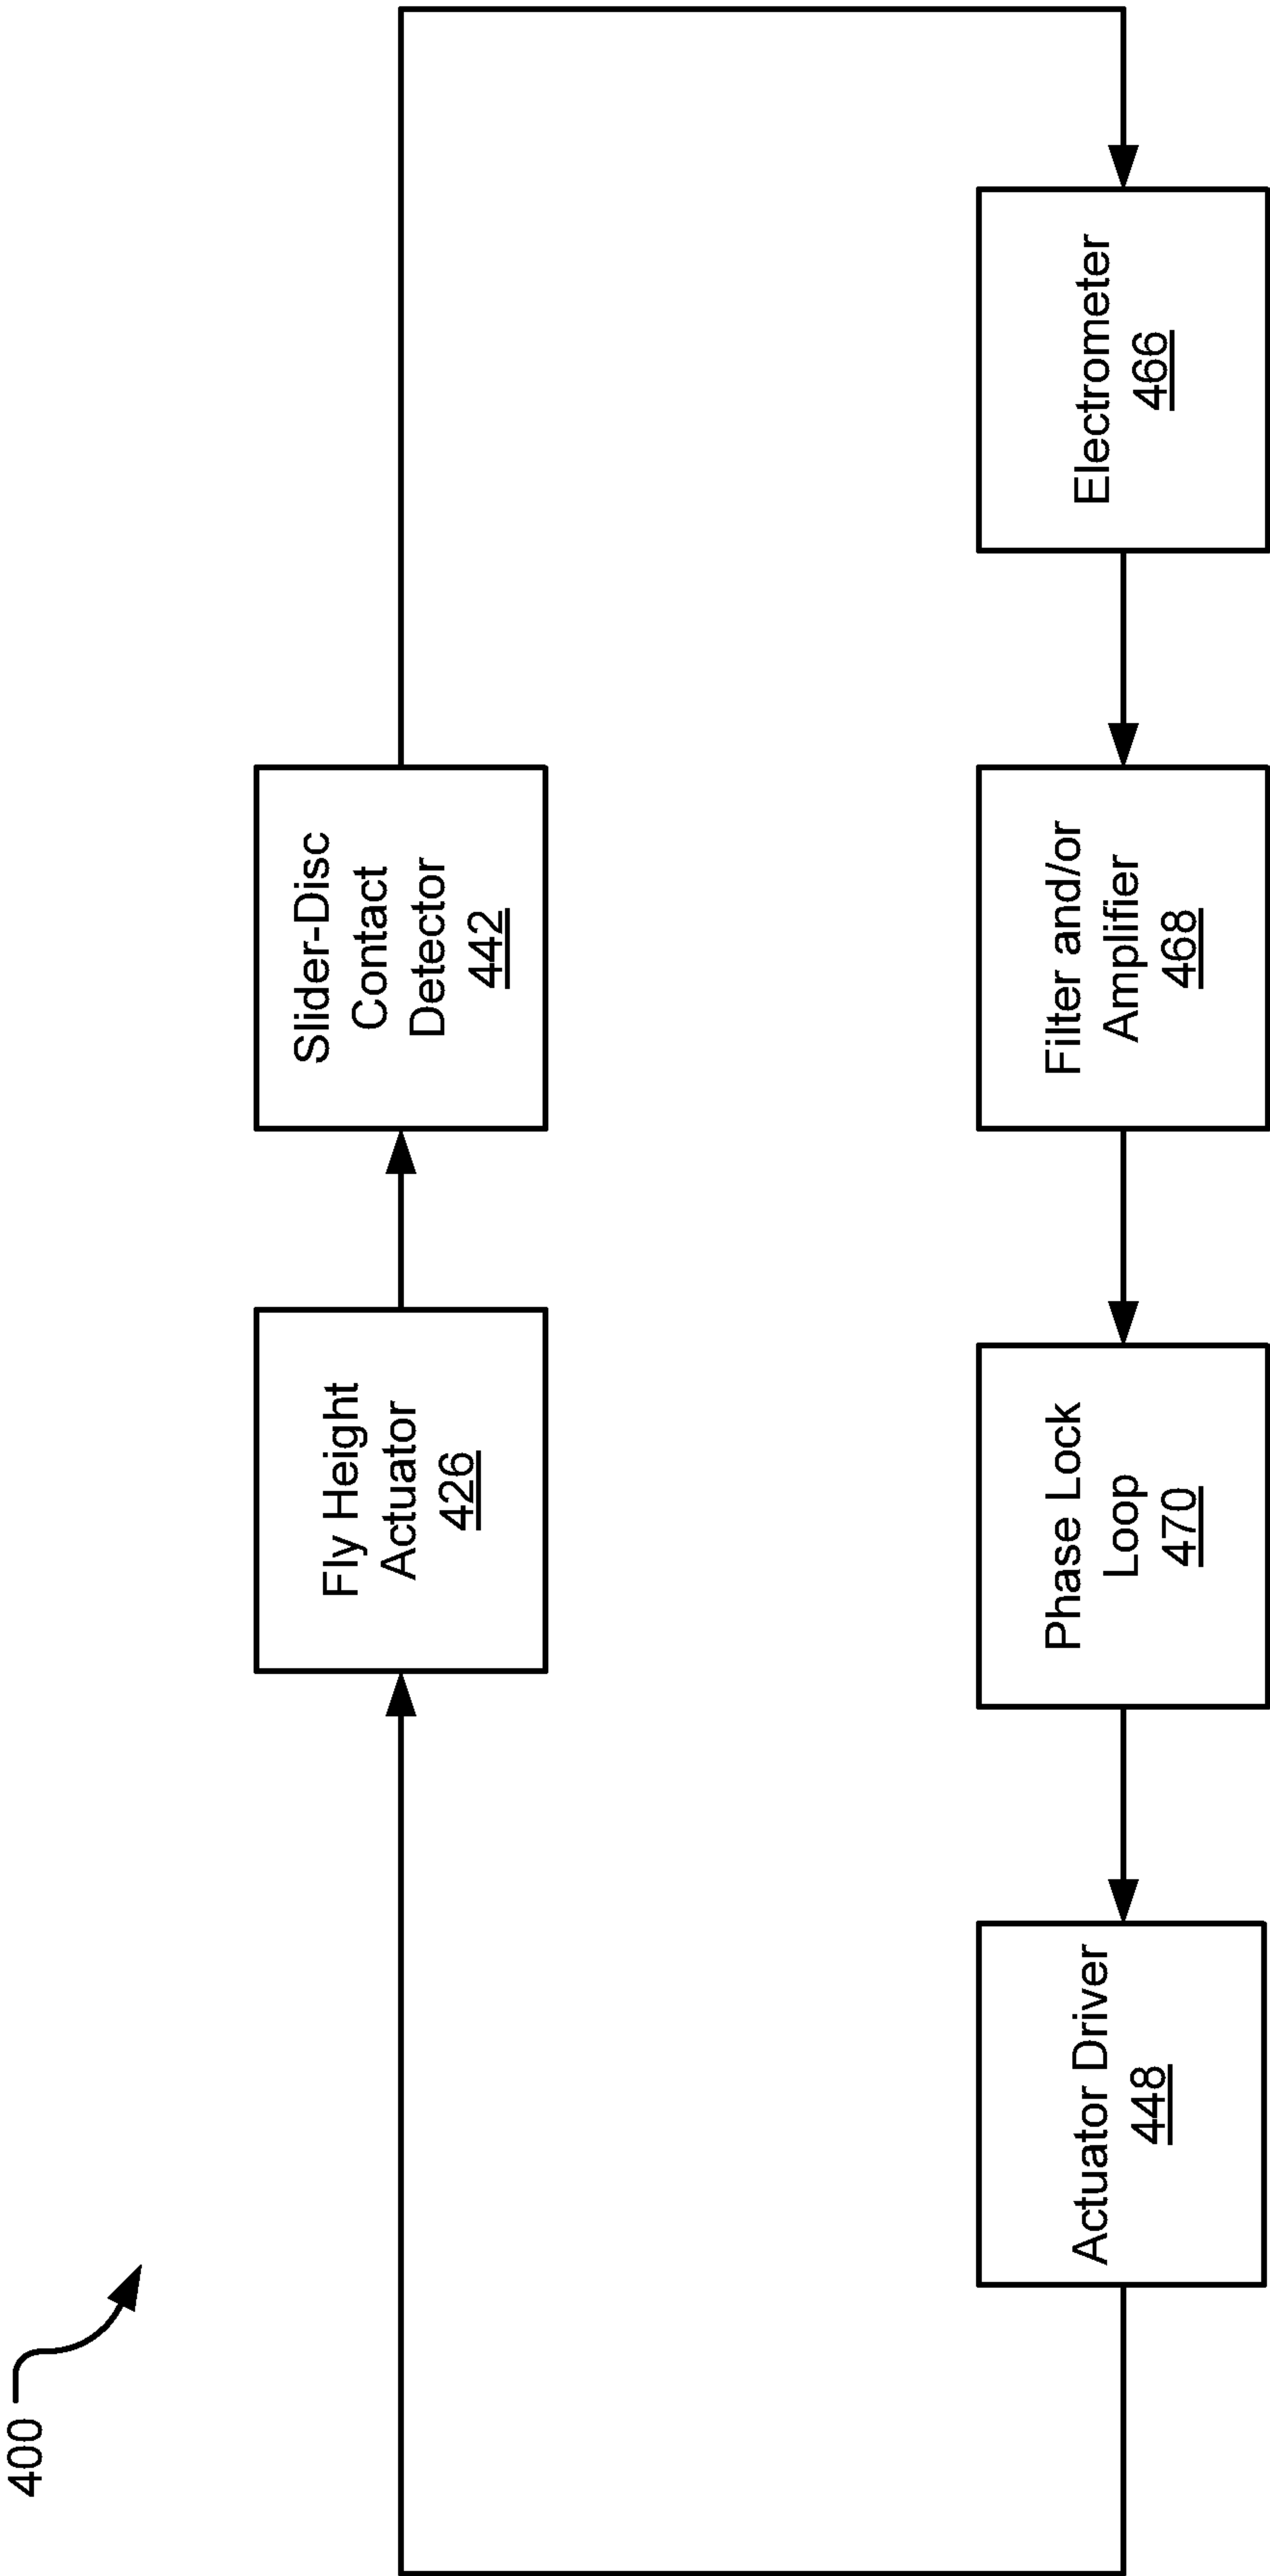 400
Fly Height
Actuator
426
Slider-Disc
Contact
Detector
442
Actuator Driver
448
Phase Lock
Loop
470
Filter and/or
Amplifier
468
Electrometer
466